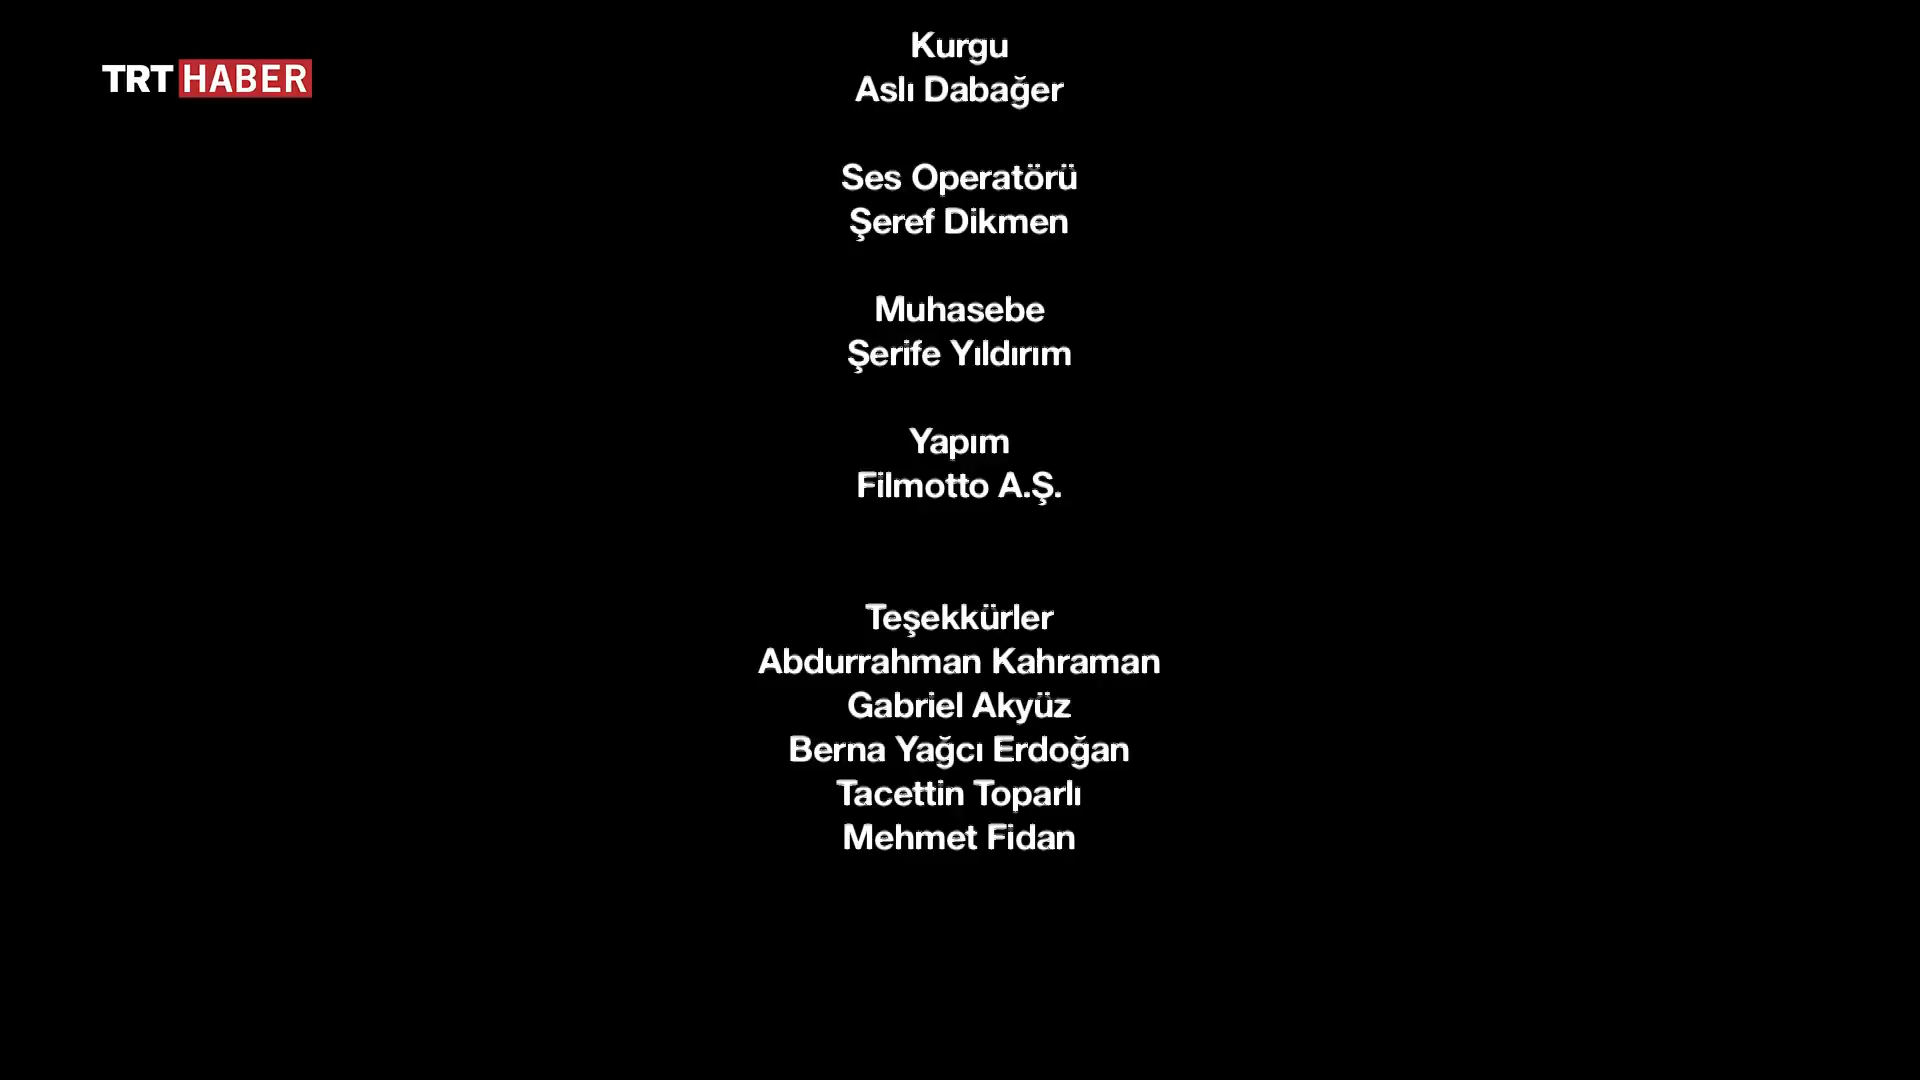 TRT HABER
Kurgu
Aslı Dabağer
Ses Operatörü
Şeref Dikmen
Muhasebe
Şerife Yıldırım
Yapım
Filmotto A.Ş.
Teşekkürler
Abdurrahman Kahraman
Gabriel Akyüz
Berna Yağcı Erdoğan
Tacettin Toparlı
Mehmet Fidan